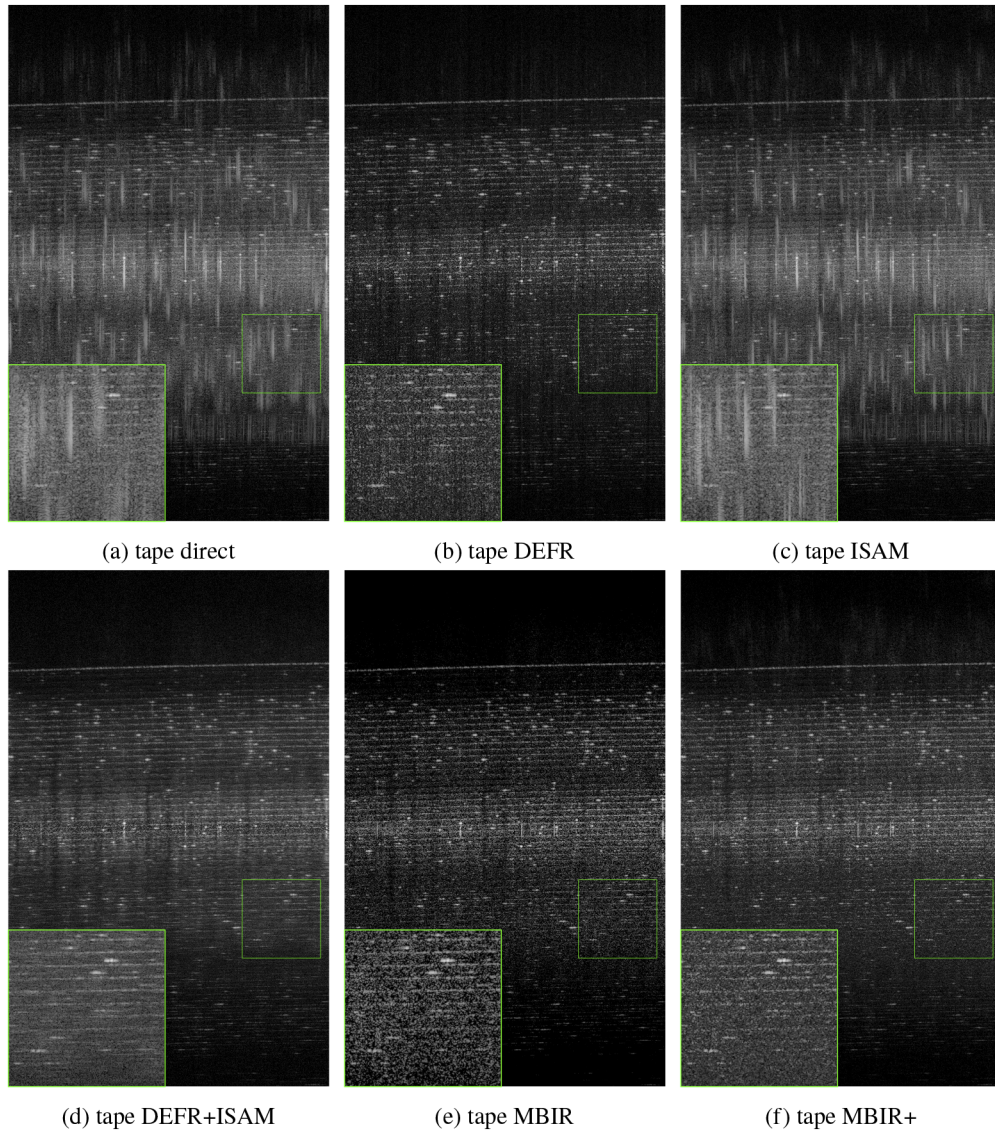 (a) tape direct
(b) tape DEFR
(c) tape ISAM
(d) tape DEFR+ISAM
(e) tape MBIR
(f) tape MBIR+